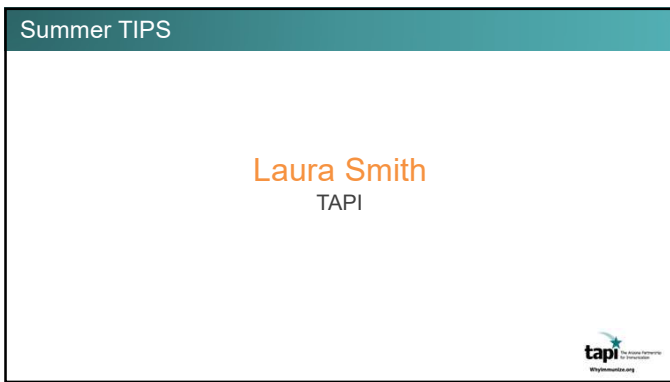 Summer TIPS
Laura Smith
TAPI
tapi
The Arizona Partnership
for Immunization
WhyImmunize.org